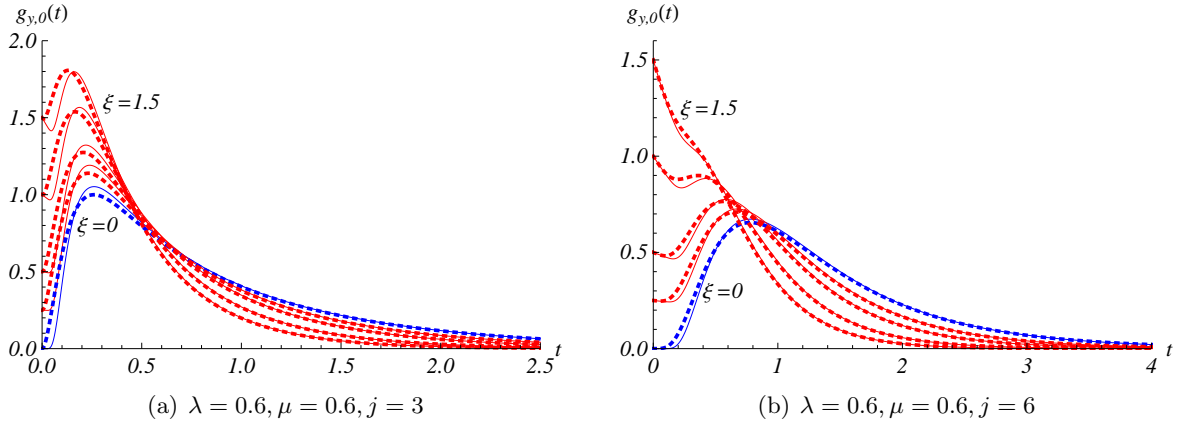 g_{y,0}(t)
2.0
1.5
1.0
0.5
0.0
ξ=1.5
ξ=0
0.0 0.5 1.0 1.5 2.0 2.5 t
(a) λ = 0.6, μ = 0.6, j = 3
g_{y,0}(t)
1.5
1.0
0.5
0.0
ξ=1.5
ξ=0
0 1 2 3 4 t
(b) λ = 0.6, μ = 0.6, j = 6